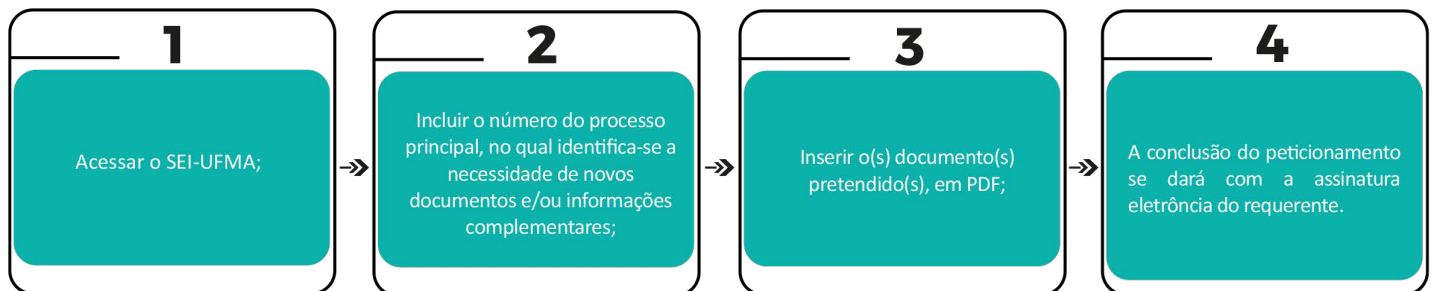 1
Acessar o SEI-UFMA;
2
Incluir o número do processo
principal, no qual identifica-se a
necessidade de novos
documentos e/ou informações
complementares;
3
Inserir o(s) documento(s)
pretendido(s), em PDF;
4
A conclusão do peticionamento
se dará com a assinatura
eletrôncia do requerente.